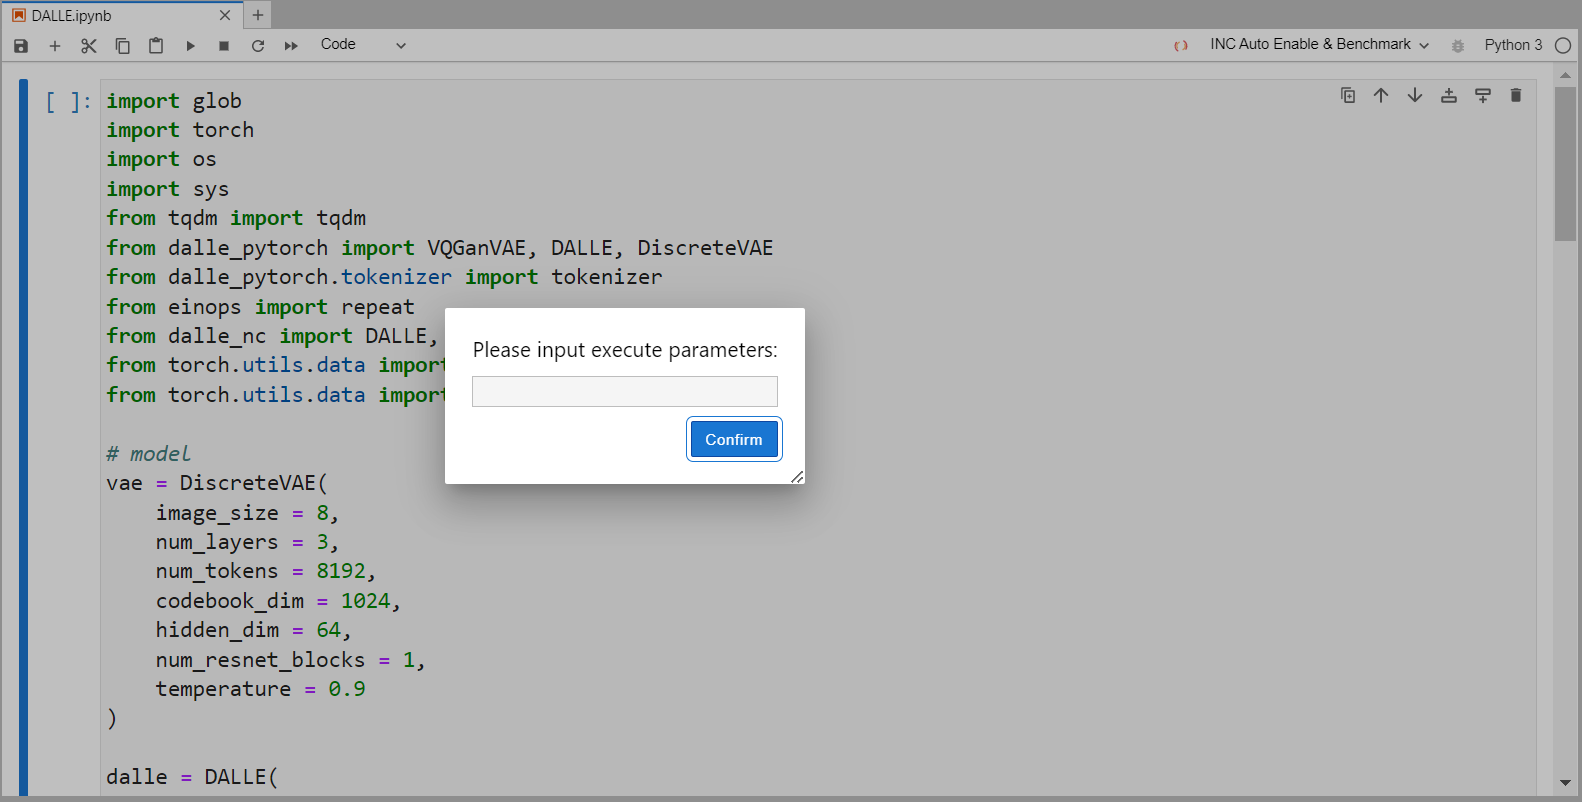 DALLE.ipynb
Code
INC Auto Enable & Benchmark
Python 3
[ ]:
import glob
import torch
import os
import sys
from tqdm import tqdm
from dalle_pytorch import VQGanVAE, DALLE, DiscreteVAE
from dalle_pytorch.tokenizer import tokenizer
from einops import repeat
from dalle_nc import DALLE,
from torch.utils.data import
from torch.utils.data import
# model
vae = DiscreteVAE(
image_size = 8,
num_layers = 3,
num_tokens = 8192,
codebook_dim = 1024,
hidden_dim = 64,
num_resnet_blocks = 1,
temperature = 0.9
)
dalle = DALLE(
Please input execute parameters:
Confirm